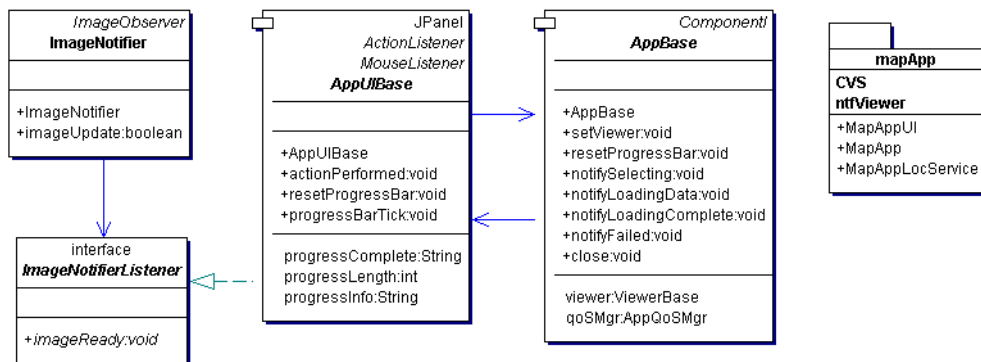 ImageObserver
ImageNotifier
+ImageNotifier
+imageUpdate:boolean
interface
ImageNotifierListener
+imageReady:void
JPanel
ActionListener
MouseListener
AppUIBase
+AppUIBase
+actionPerformed:void
+resetProgressBar:void
+progressBarTick:void
progressComplete:String
progressLength:int
progressInfo:String
ComponentI
AppBase
+AppBase
+setViewer:void
+resetProgressBar:void
+notifySelecting:void
+notifyLoadingData:void
+notifyLoadingComplete:void
+notifyFailed:void
+close:void
viewer:ViewerBase
qoSMgr:AppQoSMgr
mapApp
CVS
ntfViewer
+MapAppUI
+MapApp
+MapAppLocService